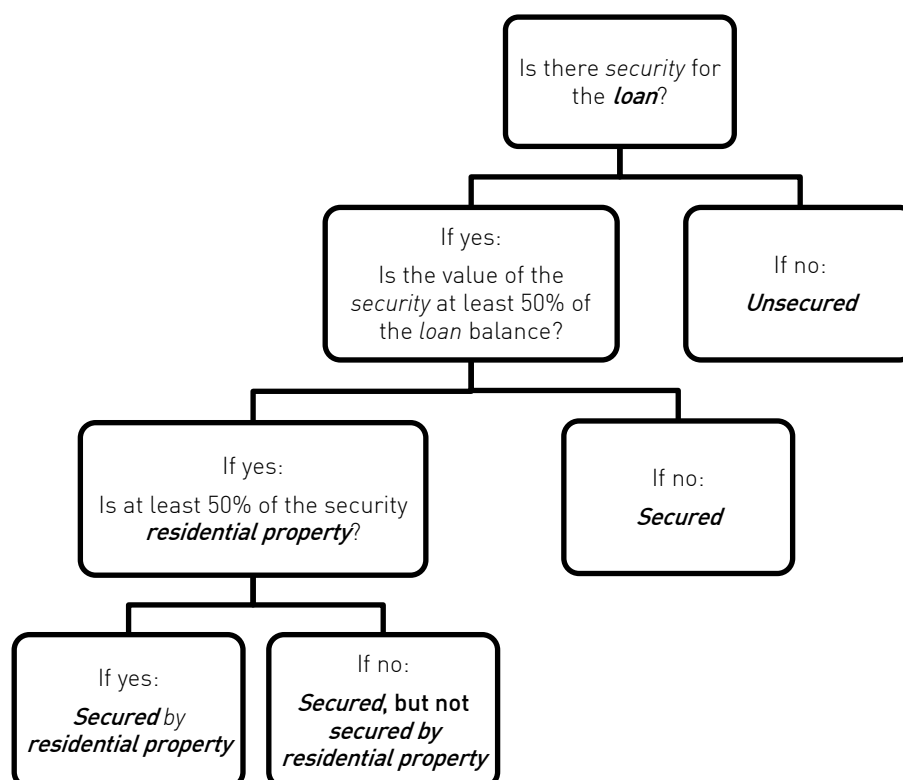 Is there security for
the loan?
If yes:
Is the value of the
security at least 50% of
the loan balance?
If no:
Unsecured
If yes:
Is at least 50% of the security
residential property?
If no:
Secured
If yes:
Secured by
residential property
If no:
Secured, but not
secured by
residential property